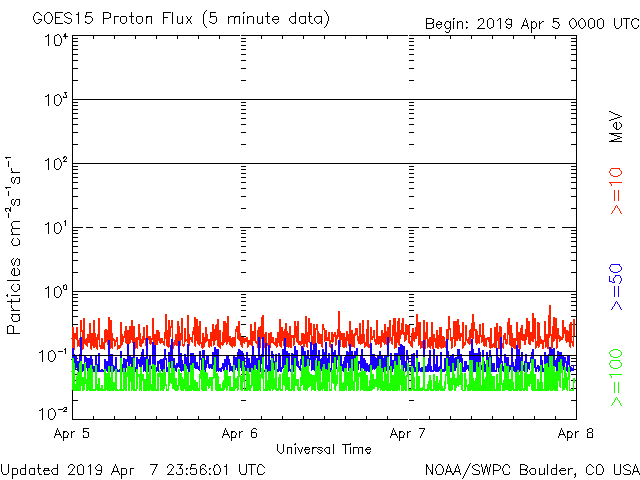 GOES15 Proton Flux (5 minute data)
Begin: 2019 Apr 5 0000 UTC
10⁴
10³
10²
10¹
10⁰
10⁻¹
10⁻²
Particles cm⁻²s⁻¹sr⁻¹
MeV
>=10
>=50
>=100
Apr 5
Apr 6
Apr 7
Apr 8
Universal Time
Updated 2019 Apr 7 23:56:01 UTC
NOAA/SWPC Boulder, CO USA